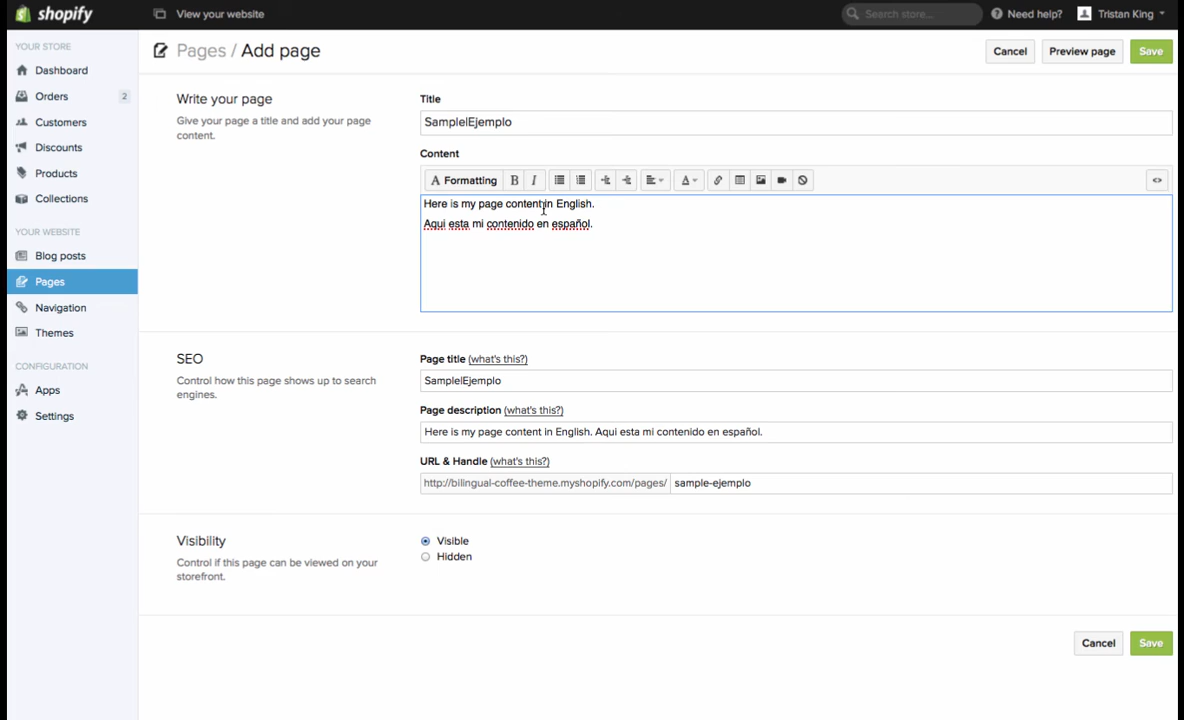 shopify
View your website
Search store...
Need help?
Tristan King
YOUR STORE
Dashboard
Orders 2
Customers
Discounts
Products
Collections
YOUR WEBSITE
Blog posts
Pages
Navigation
Themes
CONFIGURATION
Apps
Settings
Pages / Add page
Cancel
Preview page
Save
Write your page
Give your page a title and add your page
content.
Title
Sample|Ejemplo
Content
A Formatting B I
Here is my page content in English.
Aqui esta mi contenido en español.
SEO
Control how this page shows up to search
engines.
Page title (what's this?)
Sample|Ejemplo
Page description (what's this?)
Here is my page content in English. Aqui esta mi contenido en español.
URL & Handle (what's this?)
http://bilingual-coffee-theme.myshopify.com/pages/ sample-ejemplo
Visibility
Control if this page can be viewed on your
storefront.
Visible
Hidden
Cancel
Save